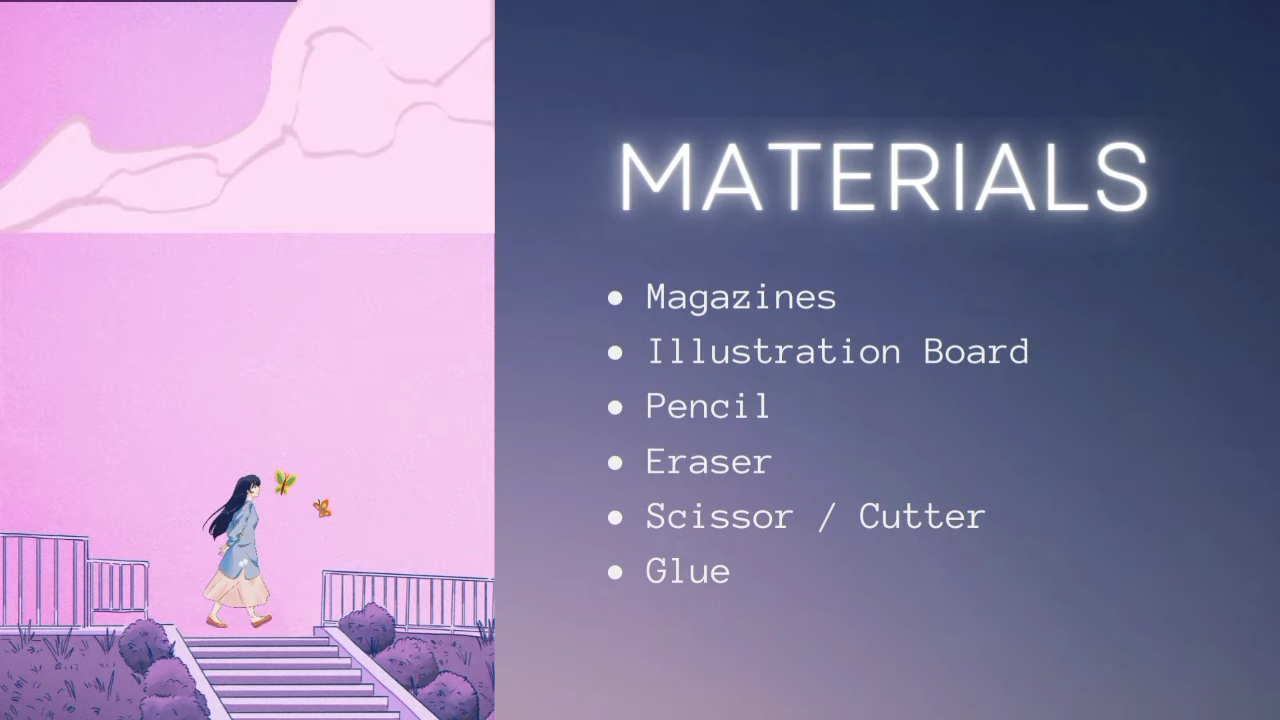 MATERIALS
• Magazines
• Illustration Board
• Pencil
• Eraser
• Scissor / Cutter
• Glue